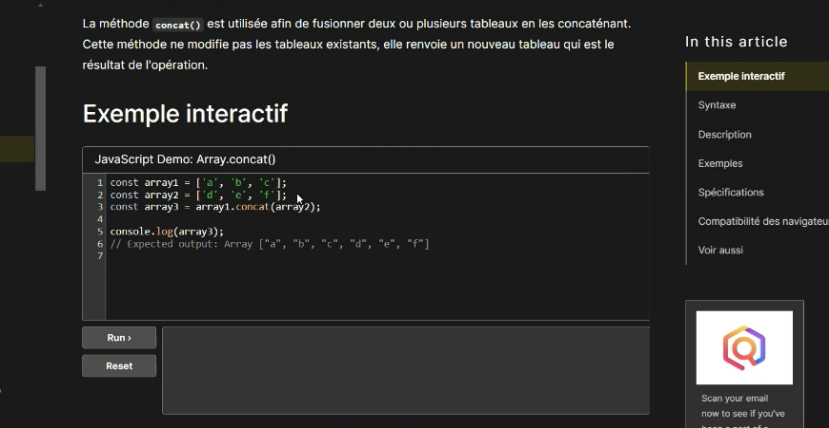 La méthode concat() est utilisée afin de fusionner deux ou plusieurs tableaux en les concaténant.
Cette méthode ne modifie pas les tableaux existants, elle renvoie un nouveau tableau qui est le
résultat de l'opération.
Exemple interactif
JavaScript Demo: Array.concat()
1 const array1 = ['a', 'b', 'c'];
2 const array2 = ['d', 'e', 'f'];
3 const array3 = array1.concat(array2);
4
5 console.log(array3);
6 // Expected output: Array ["a", "b", "c", "d", "e", "f"]
7
Run ›
Reset
In this article
Exemple interactif
Syntaxe
Description
Exemples
Spécifications
Compatibilité des navigateu
Voir aussi
Scan your email
now to see if you've
been a part of a